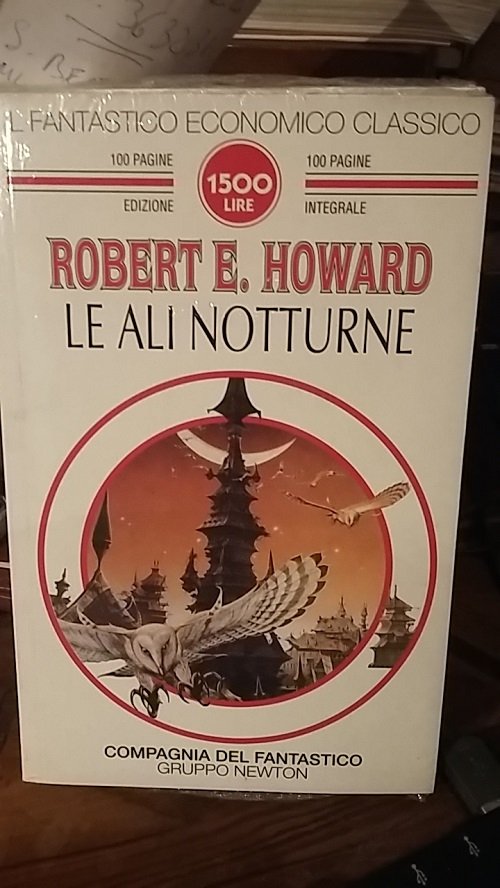 IL FANTASTICO ECONOMICO CLASSICO
100 PAGINE
1500
LIRE
100 PAGINE
EDIZIONE
INTEGRALE
ROBERT E. HOWARD
LE ALI NOTTURNE
COMPAGNIA DEL FANTASTICO
GRUPPO NEWTON